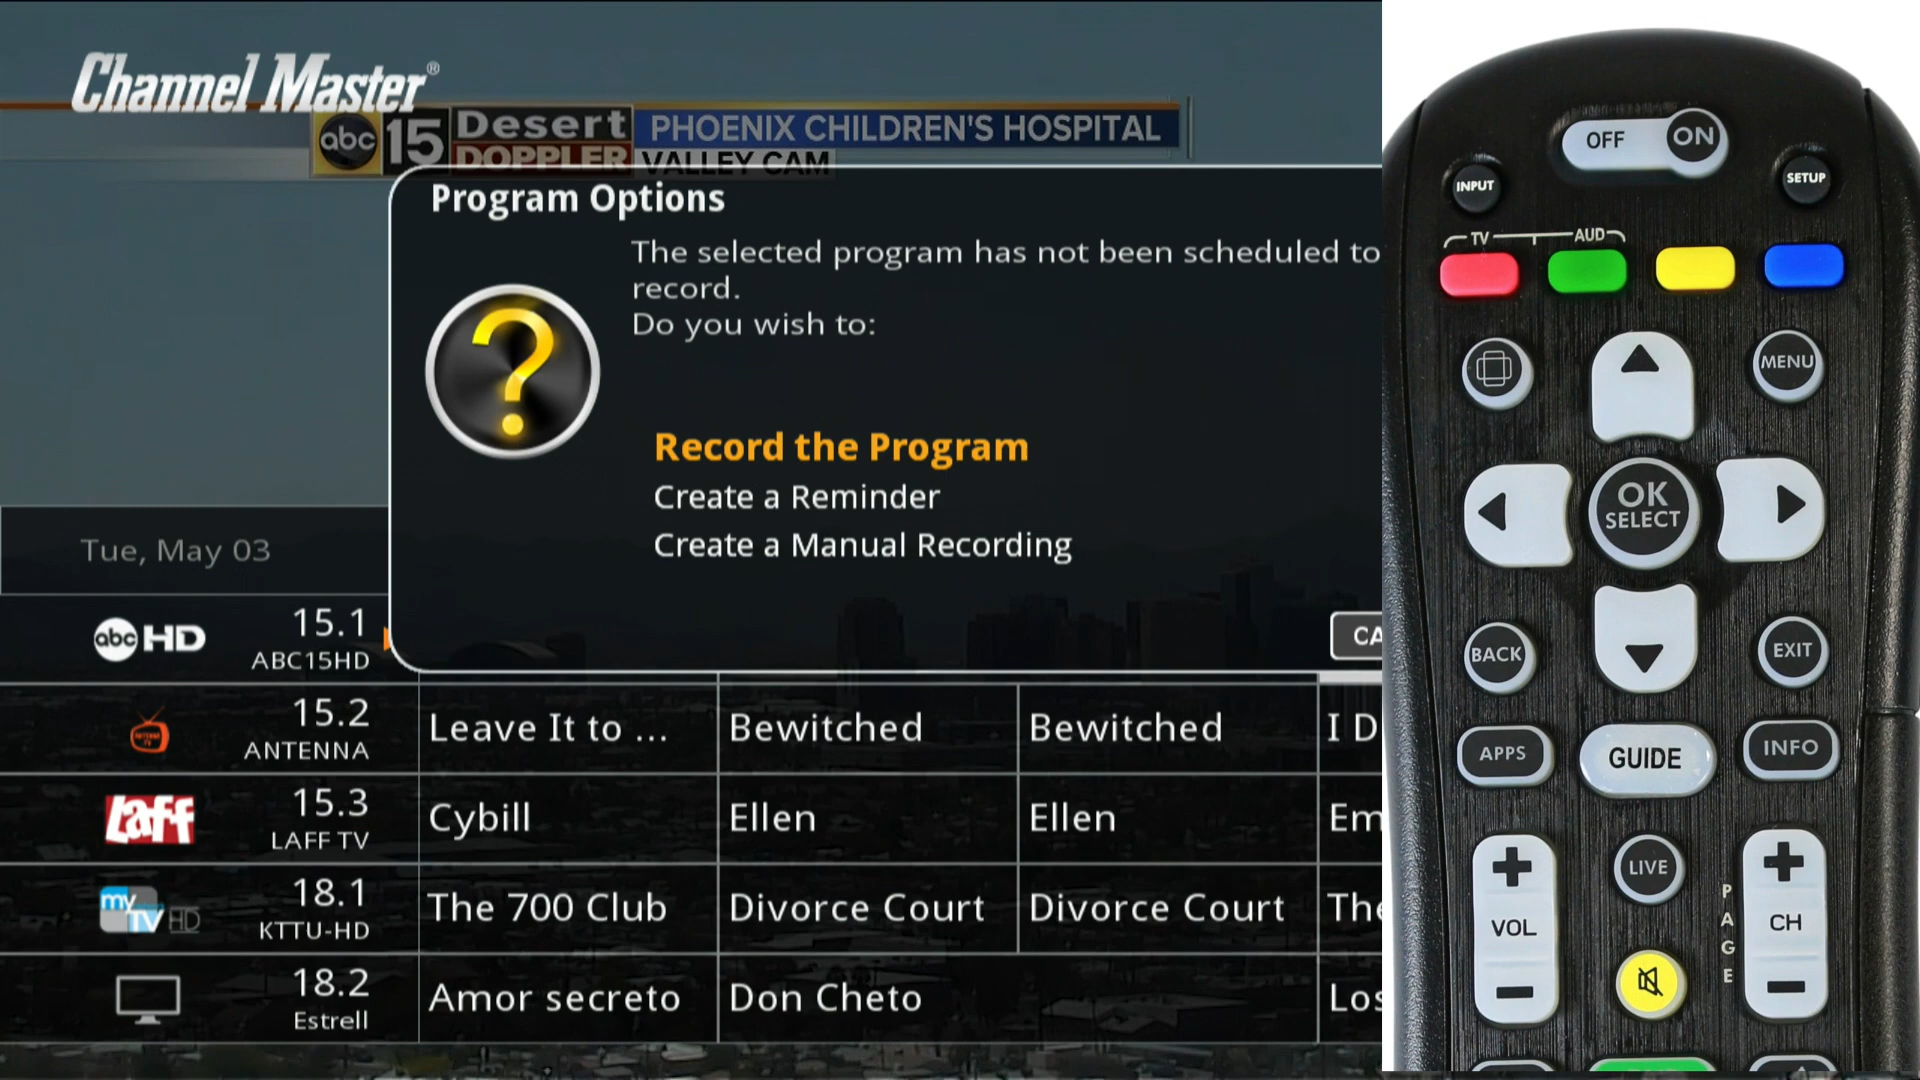 Channel Master®
abc 15 Desert DOPPLER
PHOENIX CHILDREN'S HOSPITAL
VALLEY CAM
Program Options
The selected program has not been scheduled to
record.
Do you wish to:
?
Record the Program
Create a Reminder
Create a Manual Recording
Tue, May 03
abc HD 15.1
ABC15HD
15.2
ANTENNA
Leave It to ... Bewitched Bewitched I D
laff 15.3
LAFF TV
Cybill Ellen Ellen Em
my TV HD 18.1
KTTU-HD
The 700 Club Divorce Court Divorce Court The
18.2
Estrell
Amor secreto Don Cheto Los
CA
OFF ON
INPUT SETUP
TV AUD
MENU
OK
SELECT
BACK EXIT
APPS GUIDE INFO
+ LIVE +
VOL PAGE CH
- -